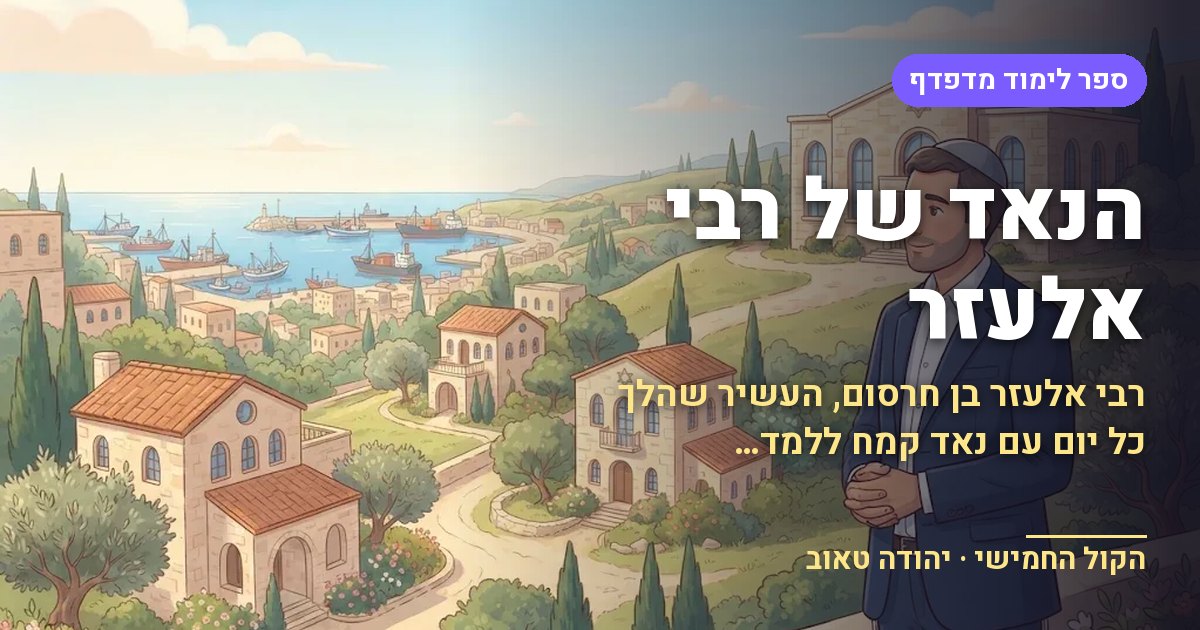 ספר לימוד מדפדף
הנאד של רבי
אלעזר
רבי אלעזר בן חרסום, העשיר שהלך
כל יום עם נאד קמח ללמד...
הקול החמישי · יהודה טאוב